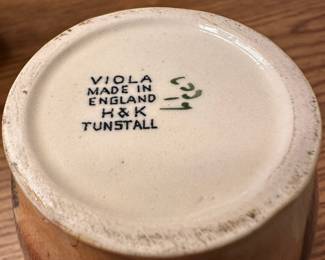 VIOLA
MADE IN
ENGLAND
H&K
TUNSTALL